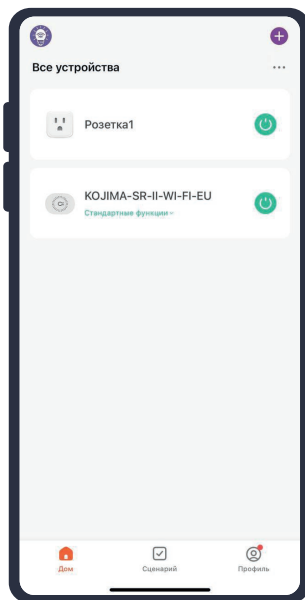 Все устройства
Розетка1
KOJIMA-SR-II-WI-FI-EU
Стандартные функции
Дом
Сценарий
Профиль